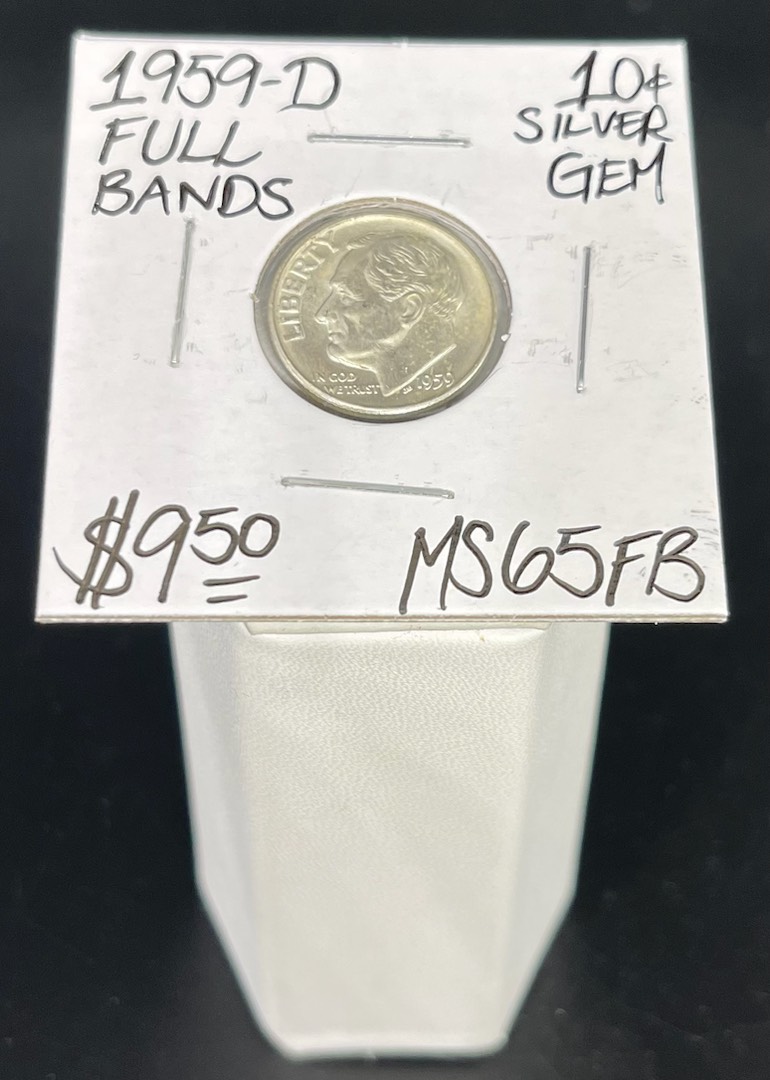 1959-D
FULL
BANDS
10¢
SILVER
GEM
LIBERTY
IN GOD
WE TRUST
1959
$950
MS65FB